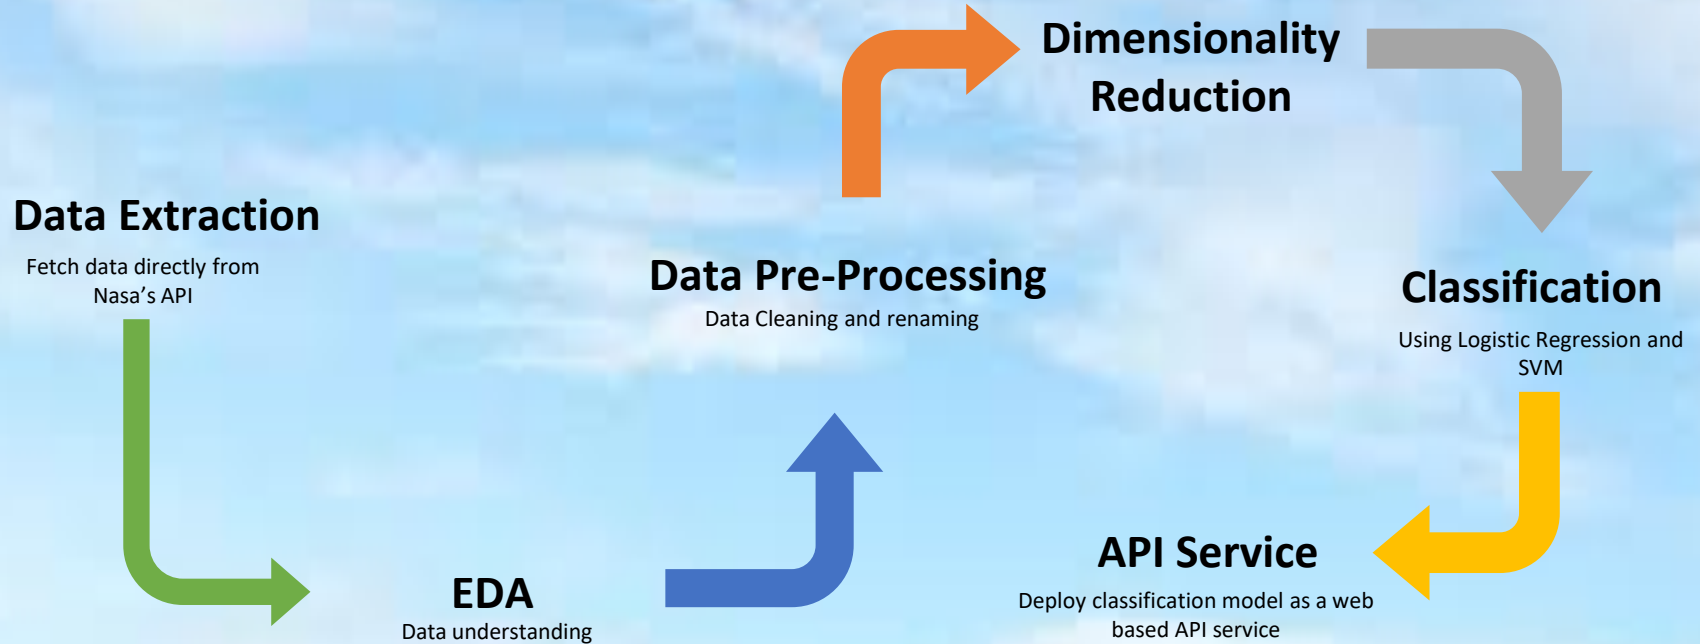 Data Extraction
Fetch data directly from
Nasa's API
EDA
Data understanding
Data Pre-Processing
Data Cleaning and renaming
Dimensionality
Reduction
Classification
Using Logistic Regression and
SVM
API Service
Deploy classification model as a web
based API service